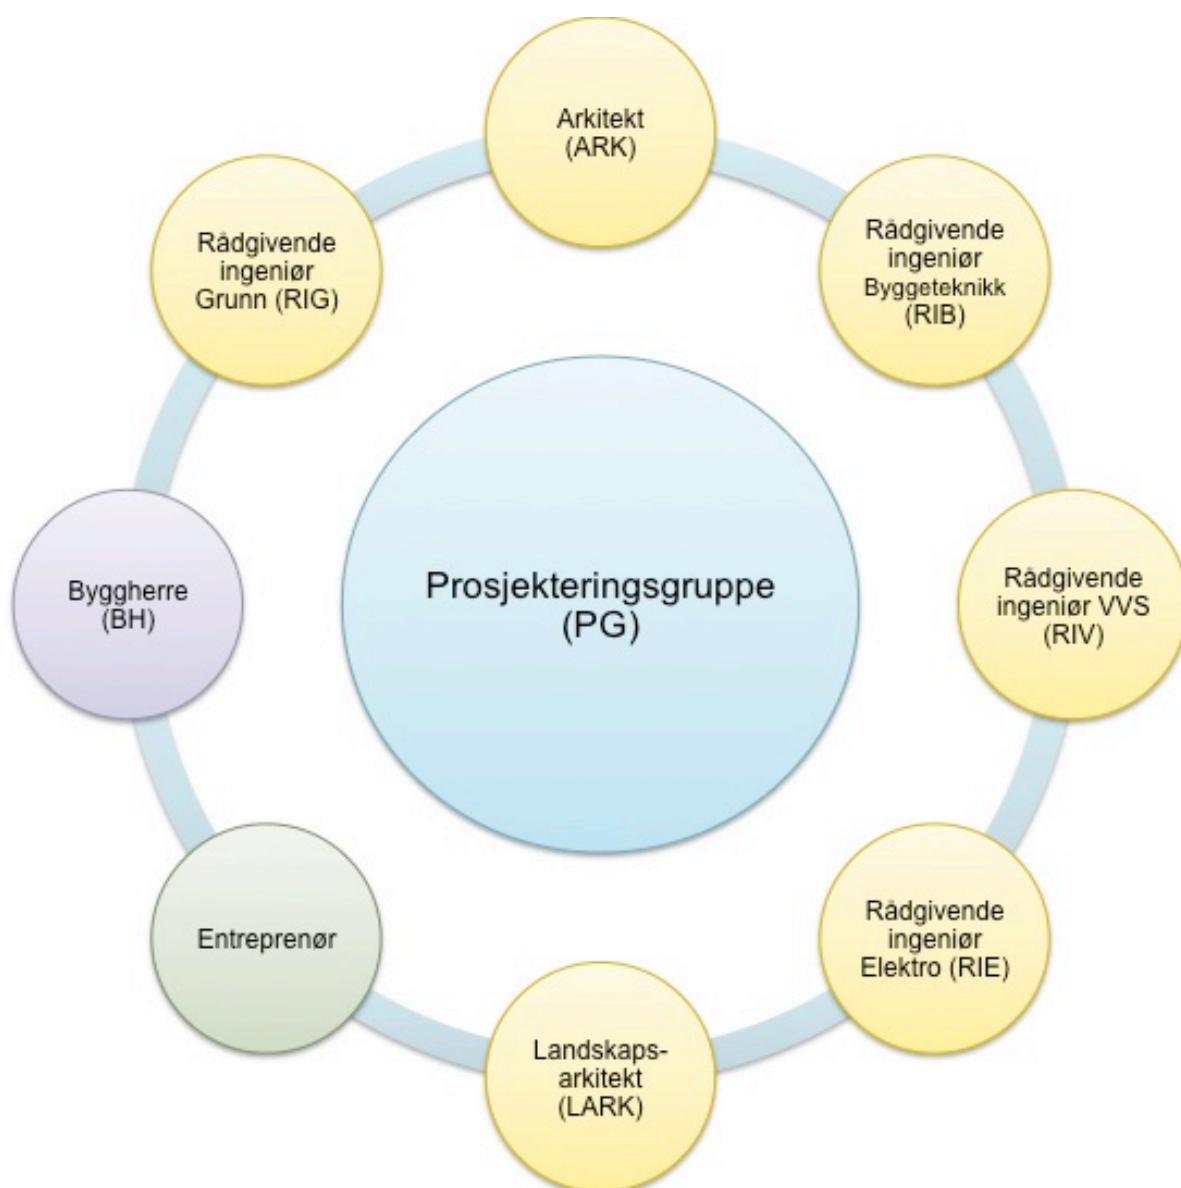 Arkitekt
(ARK)
Rådgivende
ingeniør
Byggeteknikk
(RIB)
Rådgivende
ingeniør VVS
(RIV)
Rådgivende
ingeniør
Elektro (RIE)
Landskaps-
arkitekt
(LARK)
Entreprenør
Byggherre
(BH)
Rådgivende
ingeniør
Grunn (RIG)
Prosjekteringsgruppe
(PG)